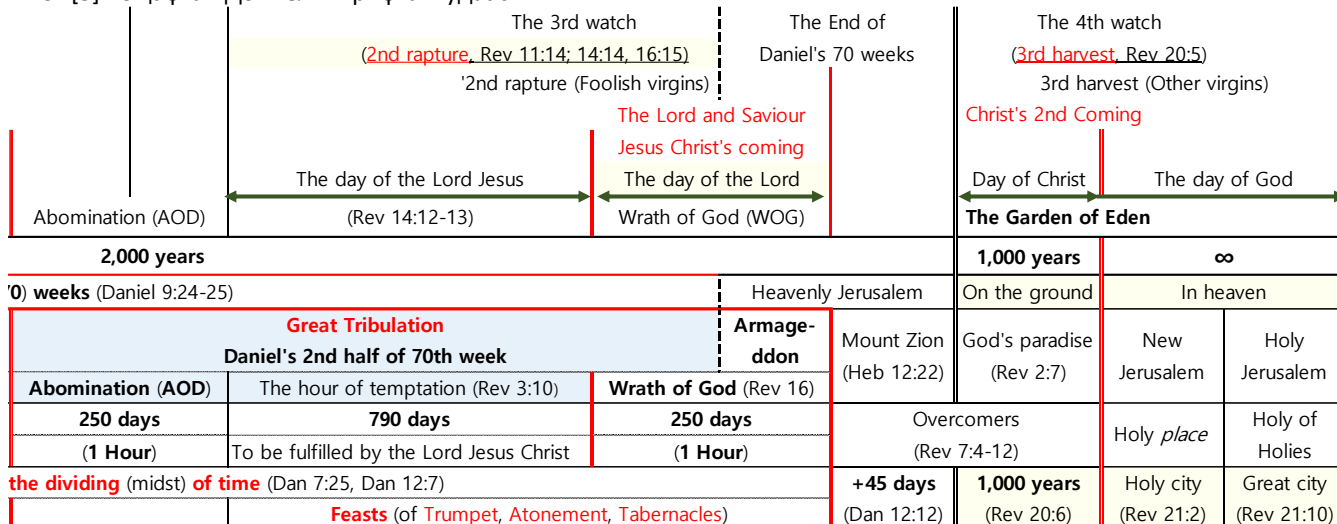 The 3rd watch
The End of
The 4th watch
(2nd rapture, Rev 11:14; 14:14, 16:15)
Daniel's 70 weeks
(3rd harvest, Rev 20:5)
'2nd rapture (Foolish virgins)
3rd harvest (Other virgins)
The Lord and Saviour
Christ's 2nd Coming
Jesus Christ's coming
The day of the Lord Jesus
The day of the Lord
Day of Christ
The day of God
Abomination (AOD)
(Rev 14:12-13)
Wrath of God (WOG)
The Garden of Eden
2,000 years
1,000 years
∞
0) weeks (Daniel 9:24-25)
Heavenly Jerusalem
On the ground
In heaven
Great Tribulation
Daniel's 2nd half of 70th week
Armage-
ddon
Mount Zion
(Heb 12:22)
God's paradise
(Rev 2:7)
New
Jerusalem
Holy
Jerusalem
Abomination (AOD)
The hour of temptation (Rev 3:10)
Wrath of God (Rev 16)
250 days
790 days
250 days
Overcomers
(Rev 7:4-12)
Holy place
Holy of
Holies
(1 Hour)
To be fulfilled by the Lord Jesus Christ
(1 Hour)
the dividing (midst) of time (Dan 7:25, Dan 12:7)
+45 days
1,000 years
Holy city
Great city
Feasts (of Trumpet, Atonement, Tabernacles)
(Dan 12:12)
(Rev 20:6)
(Rev 21:2)
(Rev 21:10)